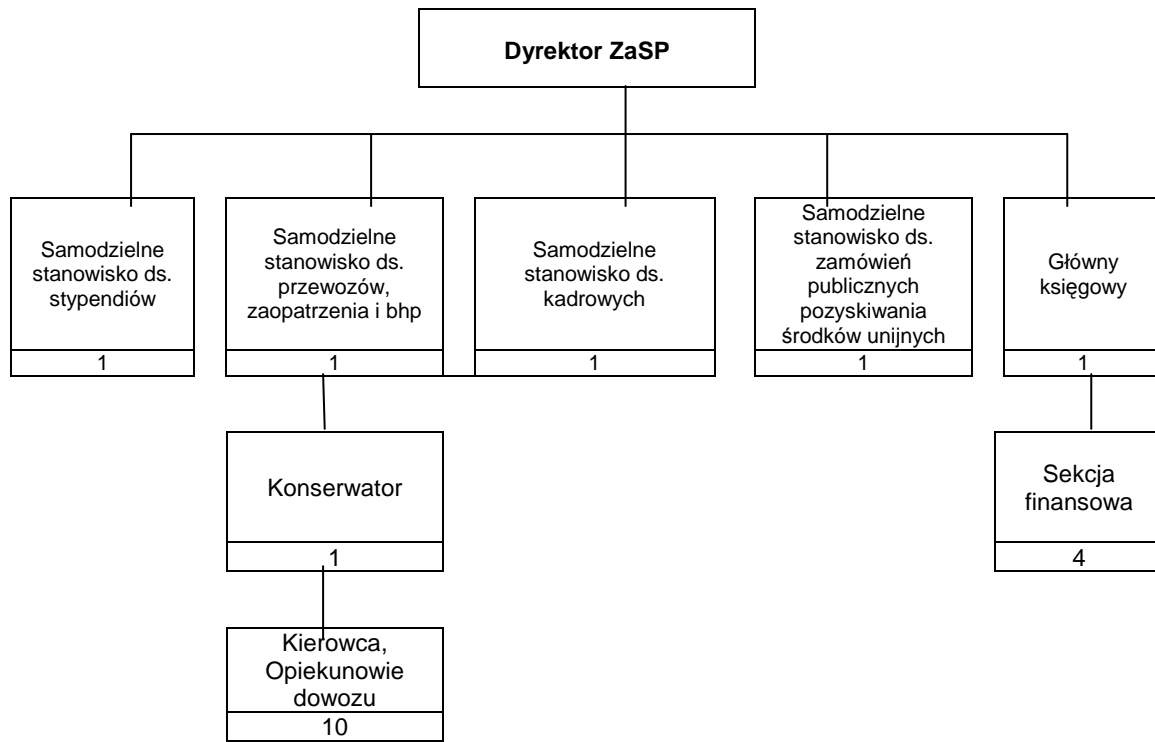 Dyrektor ZaSP
Samodzielne
stanowisko ds.
stypendiów
1
Samodzielne
stanowisko ds.
przewozów,
zaopatrzenia i bhp
1
Samodzielne
stanowisko ds.
kadrowych
1
Samodzielne
stanowisko ds.
zamówień
publicznych
pozyskiwania
środków unijnych
1
Główny
księgowy
1
Konserwator
1
Sekcja
finansowa
4
Kierowca,
Opiekunowie
dowozu
10